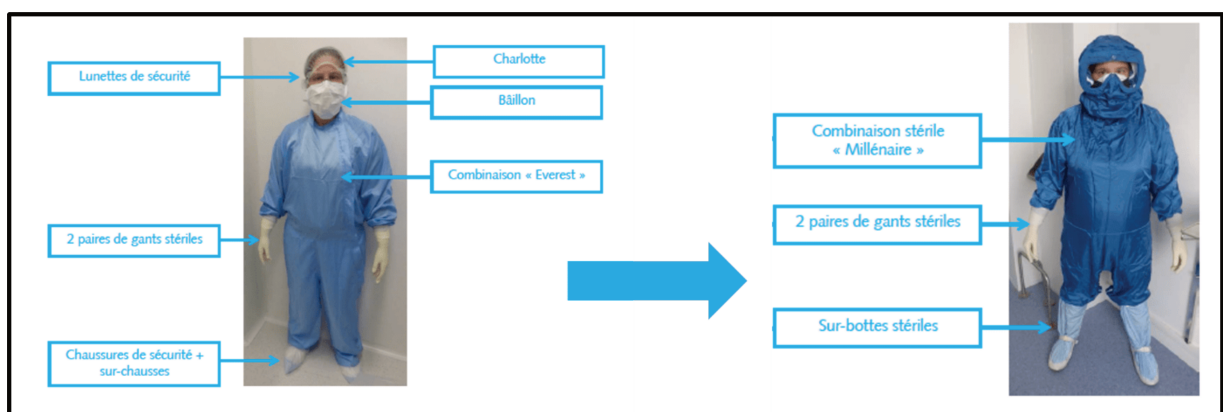 Lunettes de sécurité
Charlotte
Bâillon
Combinaison « Everest »
2 paires de gants stériles
Chaussures de sécurité +
sur-chausses
Combinaison stérile
« Millénaire »
2 paires de gants stériles
Sur-bottes stériles